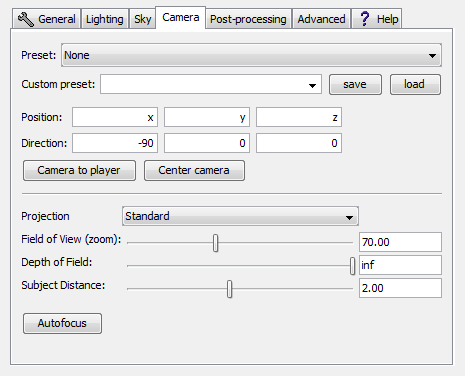 General Lighting Sky Camera Post-processing Advanced ? Help
Preset: None
Custom preset: save load
Position: x y z
Direction: -90 0 0
Camera to player Center camera
Projection Standard
Field of View (zoom): 70.00
Depth of Field: inf
Subject Distance: 2.00
Autofocus